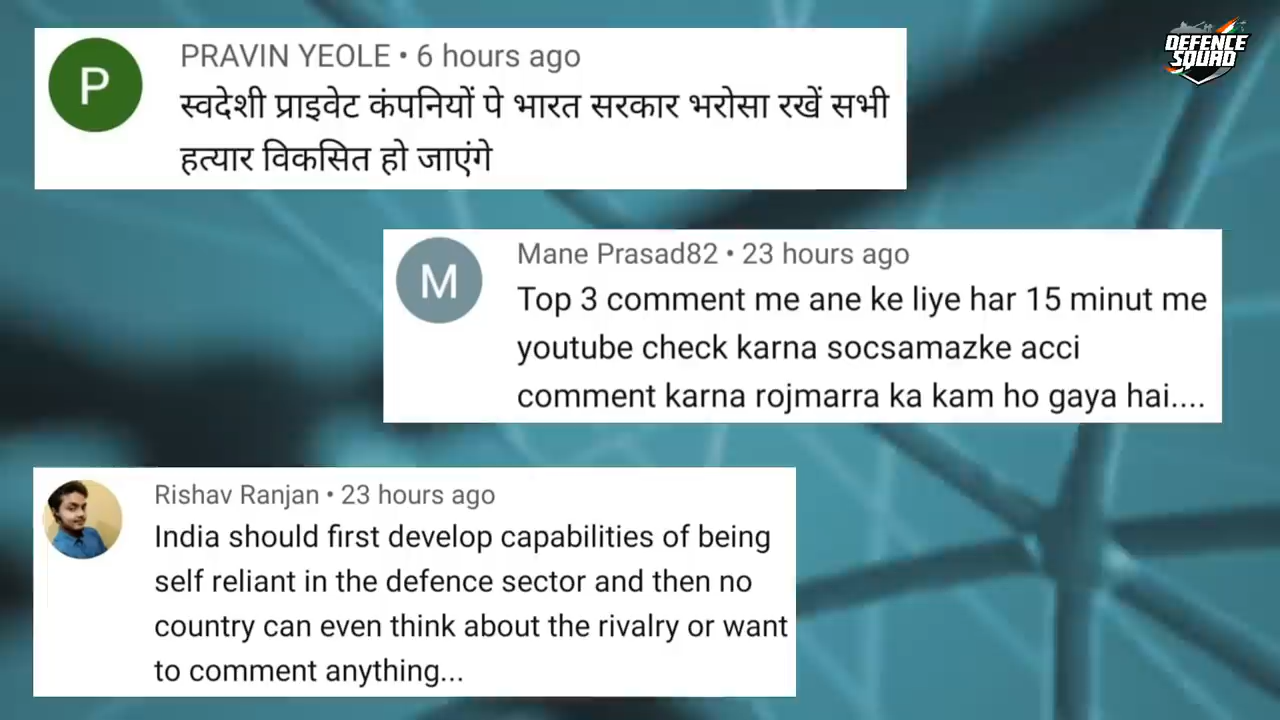 DEFENCE
SQUAD
P
PRAVIN YEOLE • 6 hours ago
स्वदेशी प्राइवेट कंपनियों पे भारत सरकार भरोसा रखें सभी
हत्यार विकसित हो जाएंगे
M
Mane Prasad82 • 23 hours ago
Top 3 comment me ane ke liye har 15 minut me
youtube check karna socsamazke acci
comment karna rojmarra ka kam ho gaya hai....
Rishav Ranjan • 23 hours ago
India should first develop capabilities of being
self reliant in the defence sector and then no
country can even think about the rivalry or want
to comment anything...